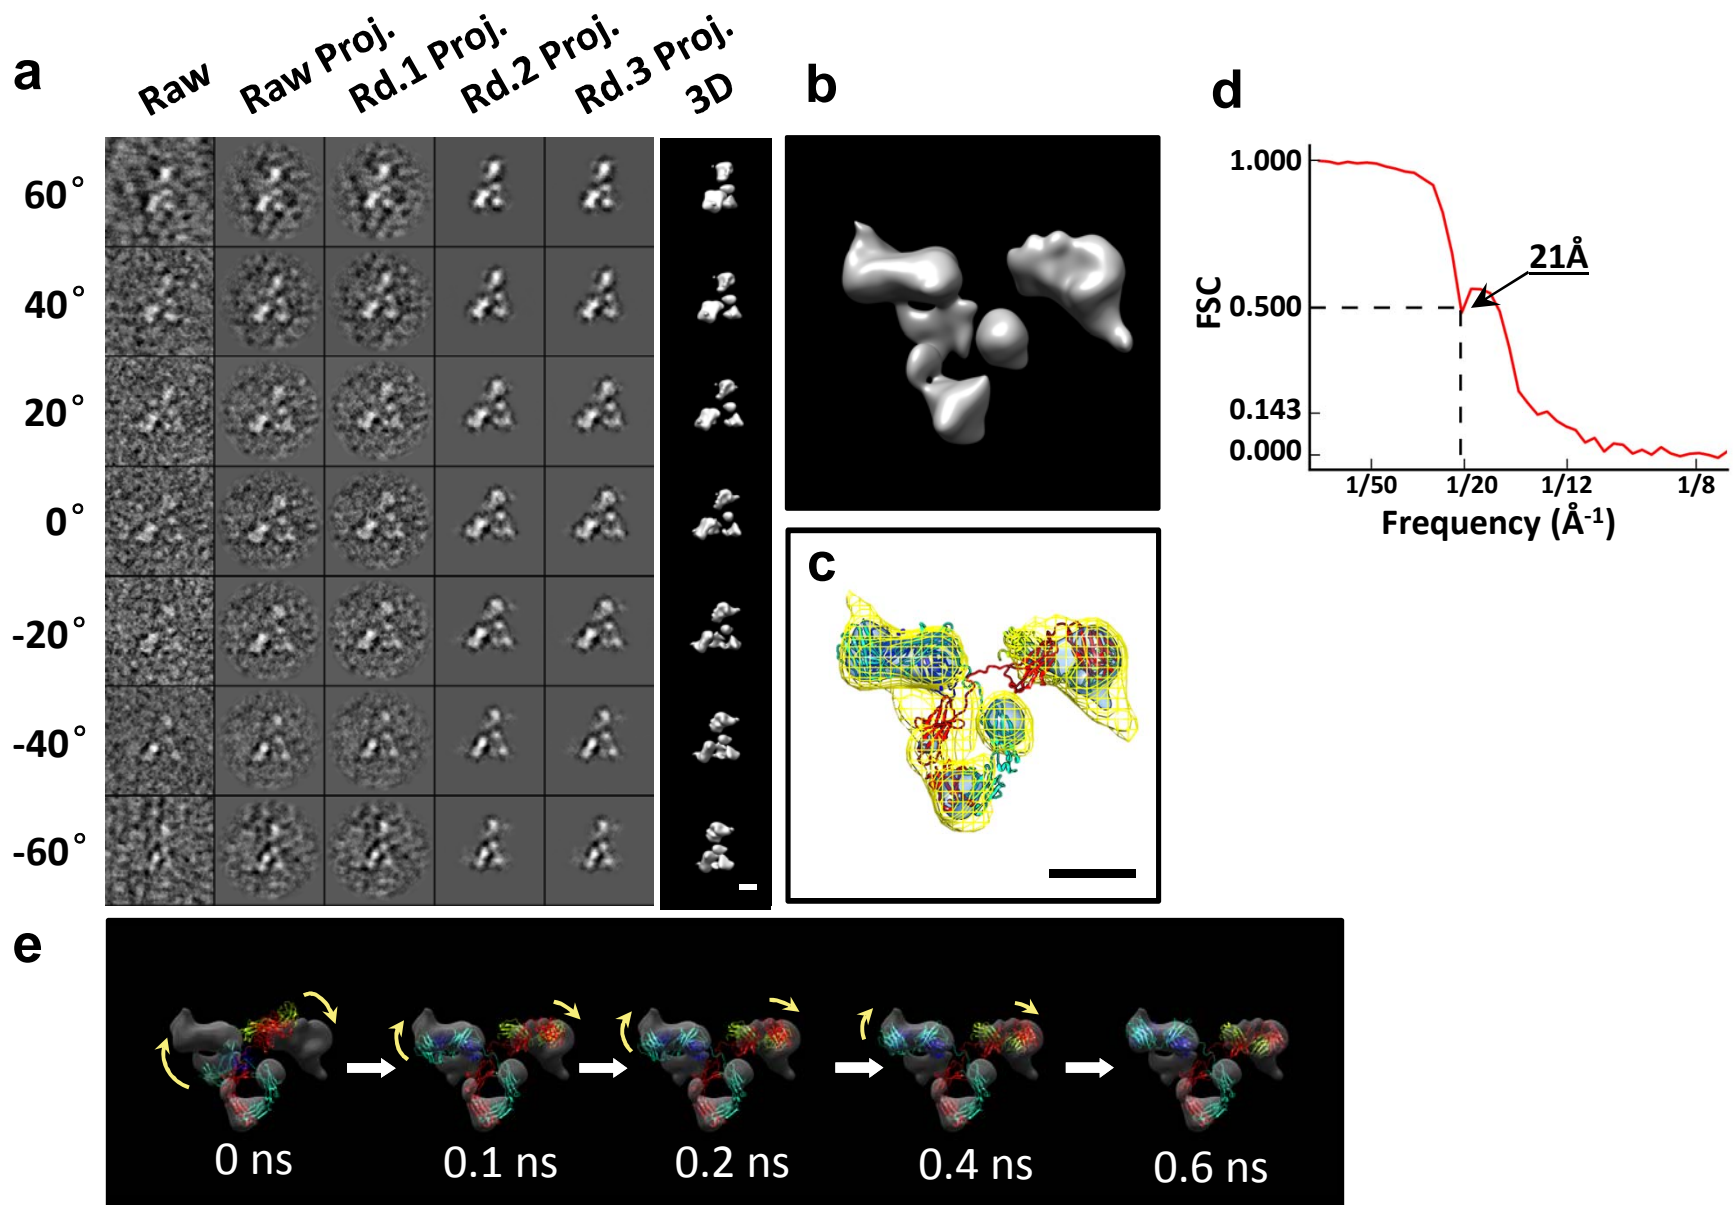 a
Raw
Raw Proj.
Rd.1 Proj.
Rd.2 Proj.
Rd.3 Proj.
3D
60°
40°
20°
0°
-20°
-40°
-60°
b
c
d
1.000
0.500
0.143
0.000
FSC
21Å
1/50
1/20
1/12
1/8
Frequency (Å-1)
e
0 ns
0.1 ns
0.2 ns
0.4 ns
0.6 ns